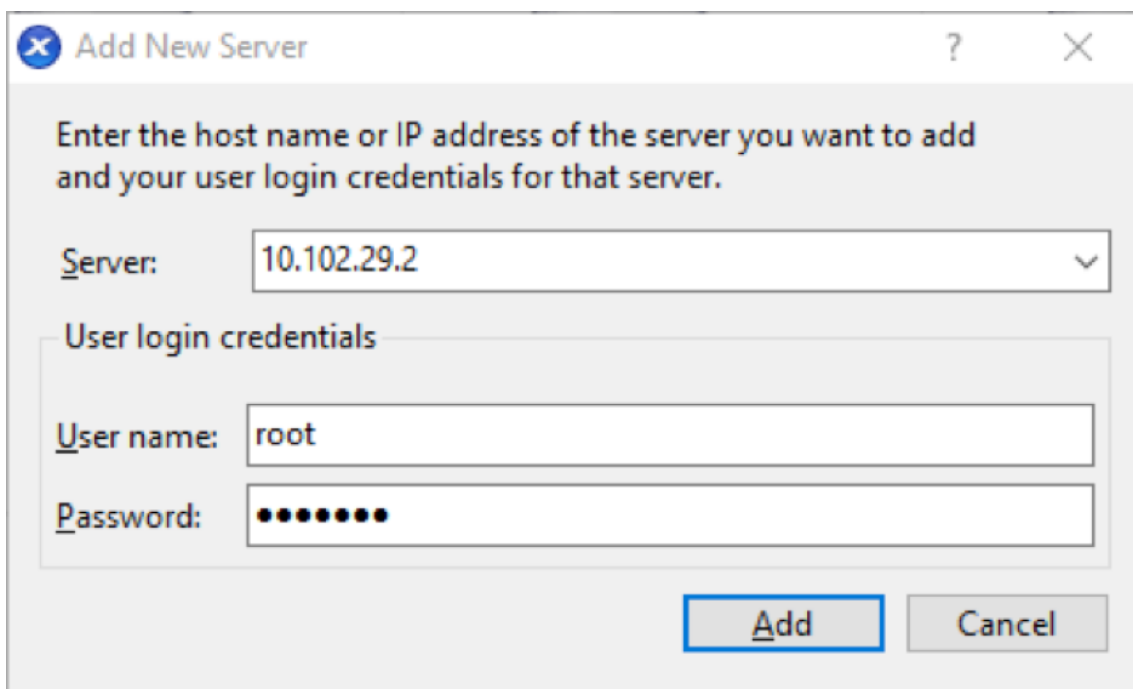 Add New Server
?
Enter the host name or IP address of the server you want to add
and your user login credentials for that server.
Server: 10.102.29.2
User login credentials
User name: root
Password: •••••••
Add Cancel